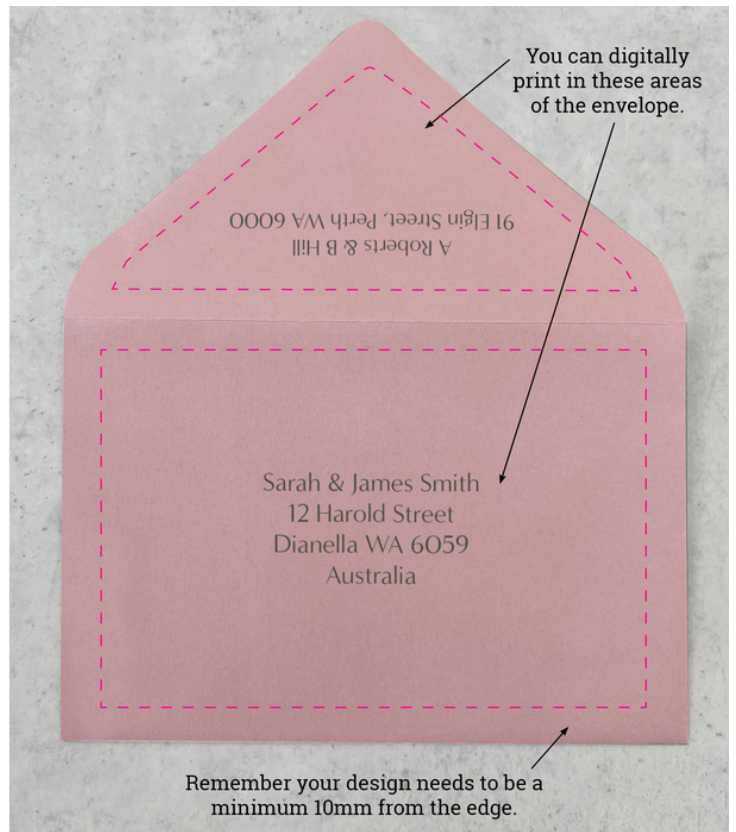 You can digitally
print in these areas
of the envelope.
A Roberts & B Hill
91 Elgin Street, Perth WA 6000
Sarah & James Smith
12 Harold Street
Dianella WA 6059
Australia
Remember your design needs to be a
minimum 10mm from the edge.